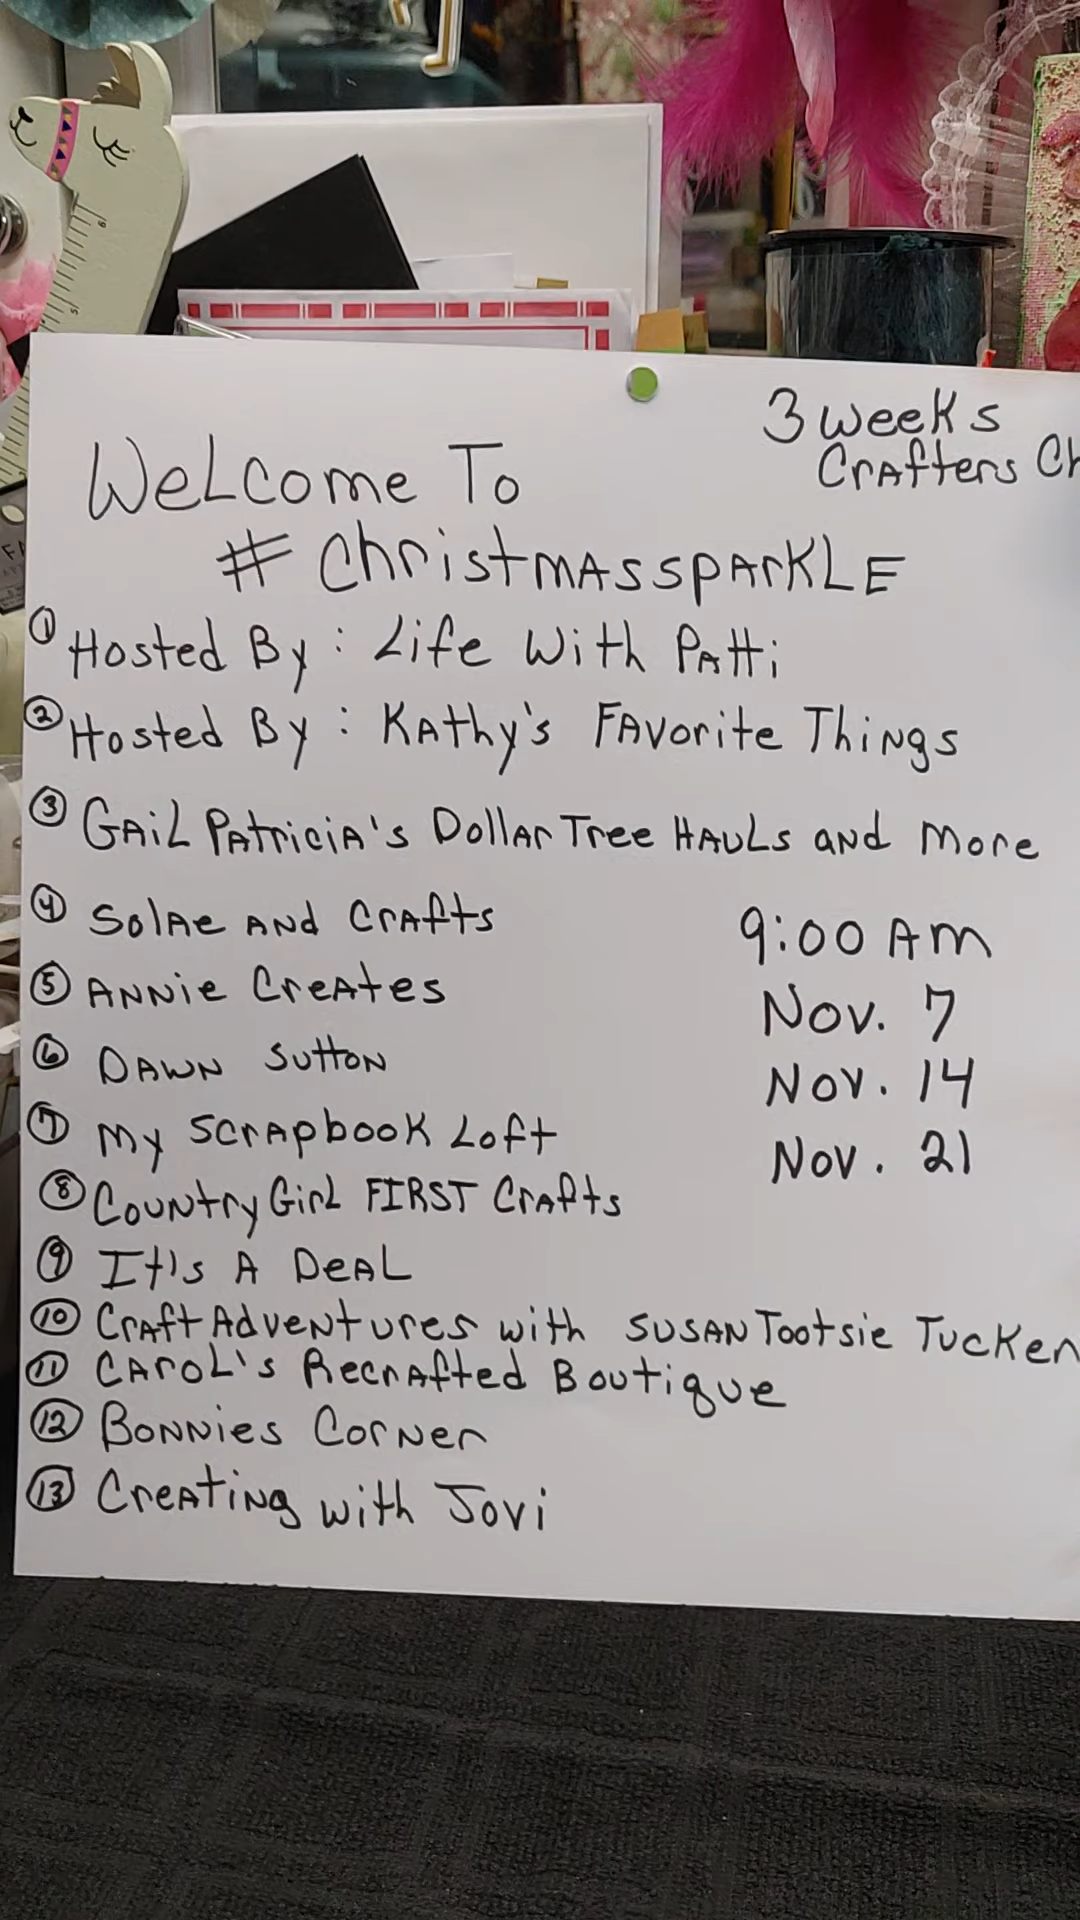 3 weeks
Crafters Ch
Welcome To
#ChristmasSparkle
① Hosted By : Life With Patti
② Hosted By : Kathy's Favorite Things
③ Gail Patricia's Dollar Tree Hauls and More
④ Solae and Crafts
9:00 AM
⑤ Annie Creates
Nov. 7
⑥ Dawn Sutton
Nov. 14
⑦ My Scrapbook Loft
Nov. 21
⑧ Country Girl FIRST Crafts
⑨ It's A Deal
⑩ Craft Adventures with Susan Tootsie Tucker
⑪ Carol's Recrafted Boutique
⑫ Bonnies Corner
⑬ Creating with Jovi